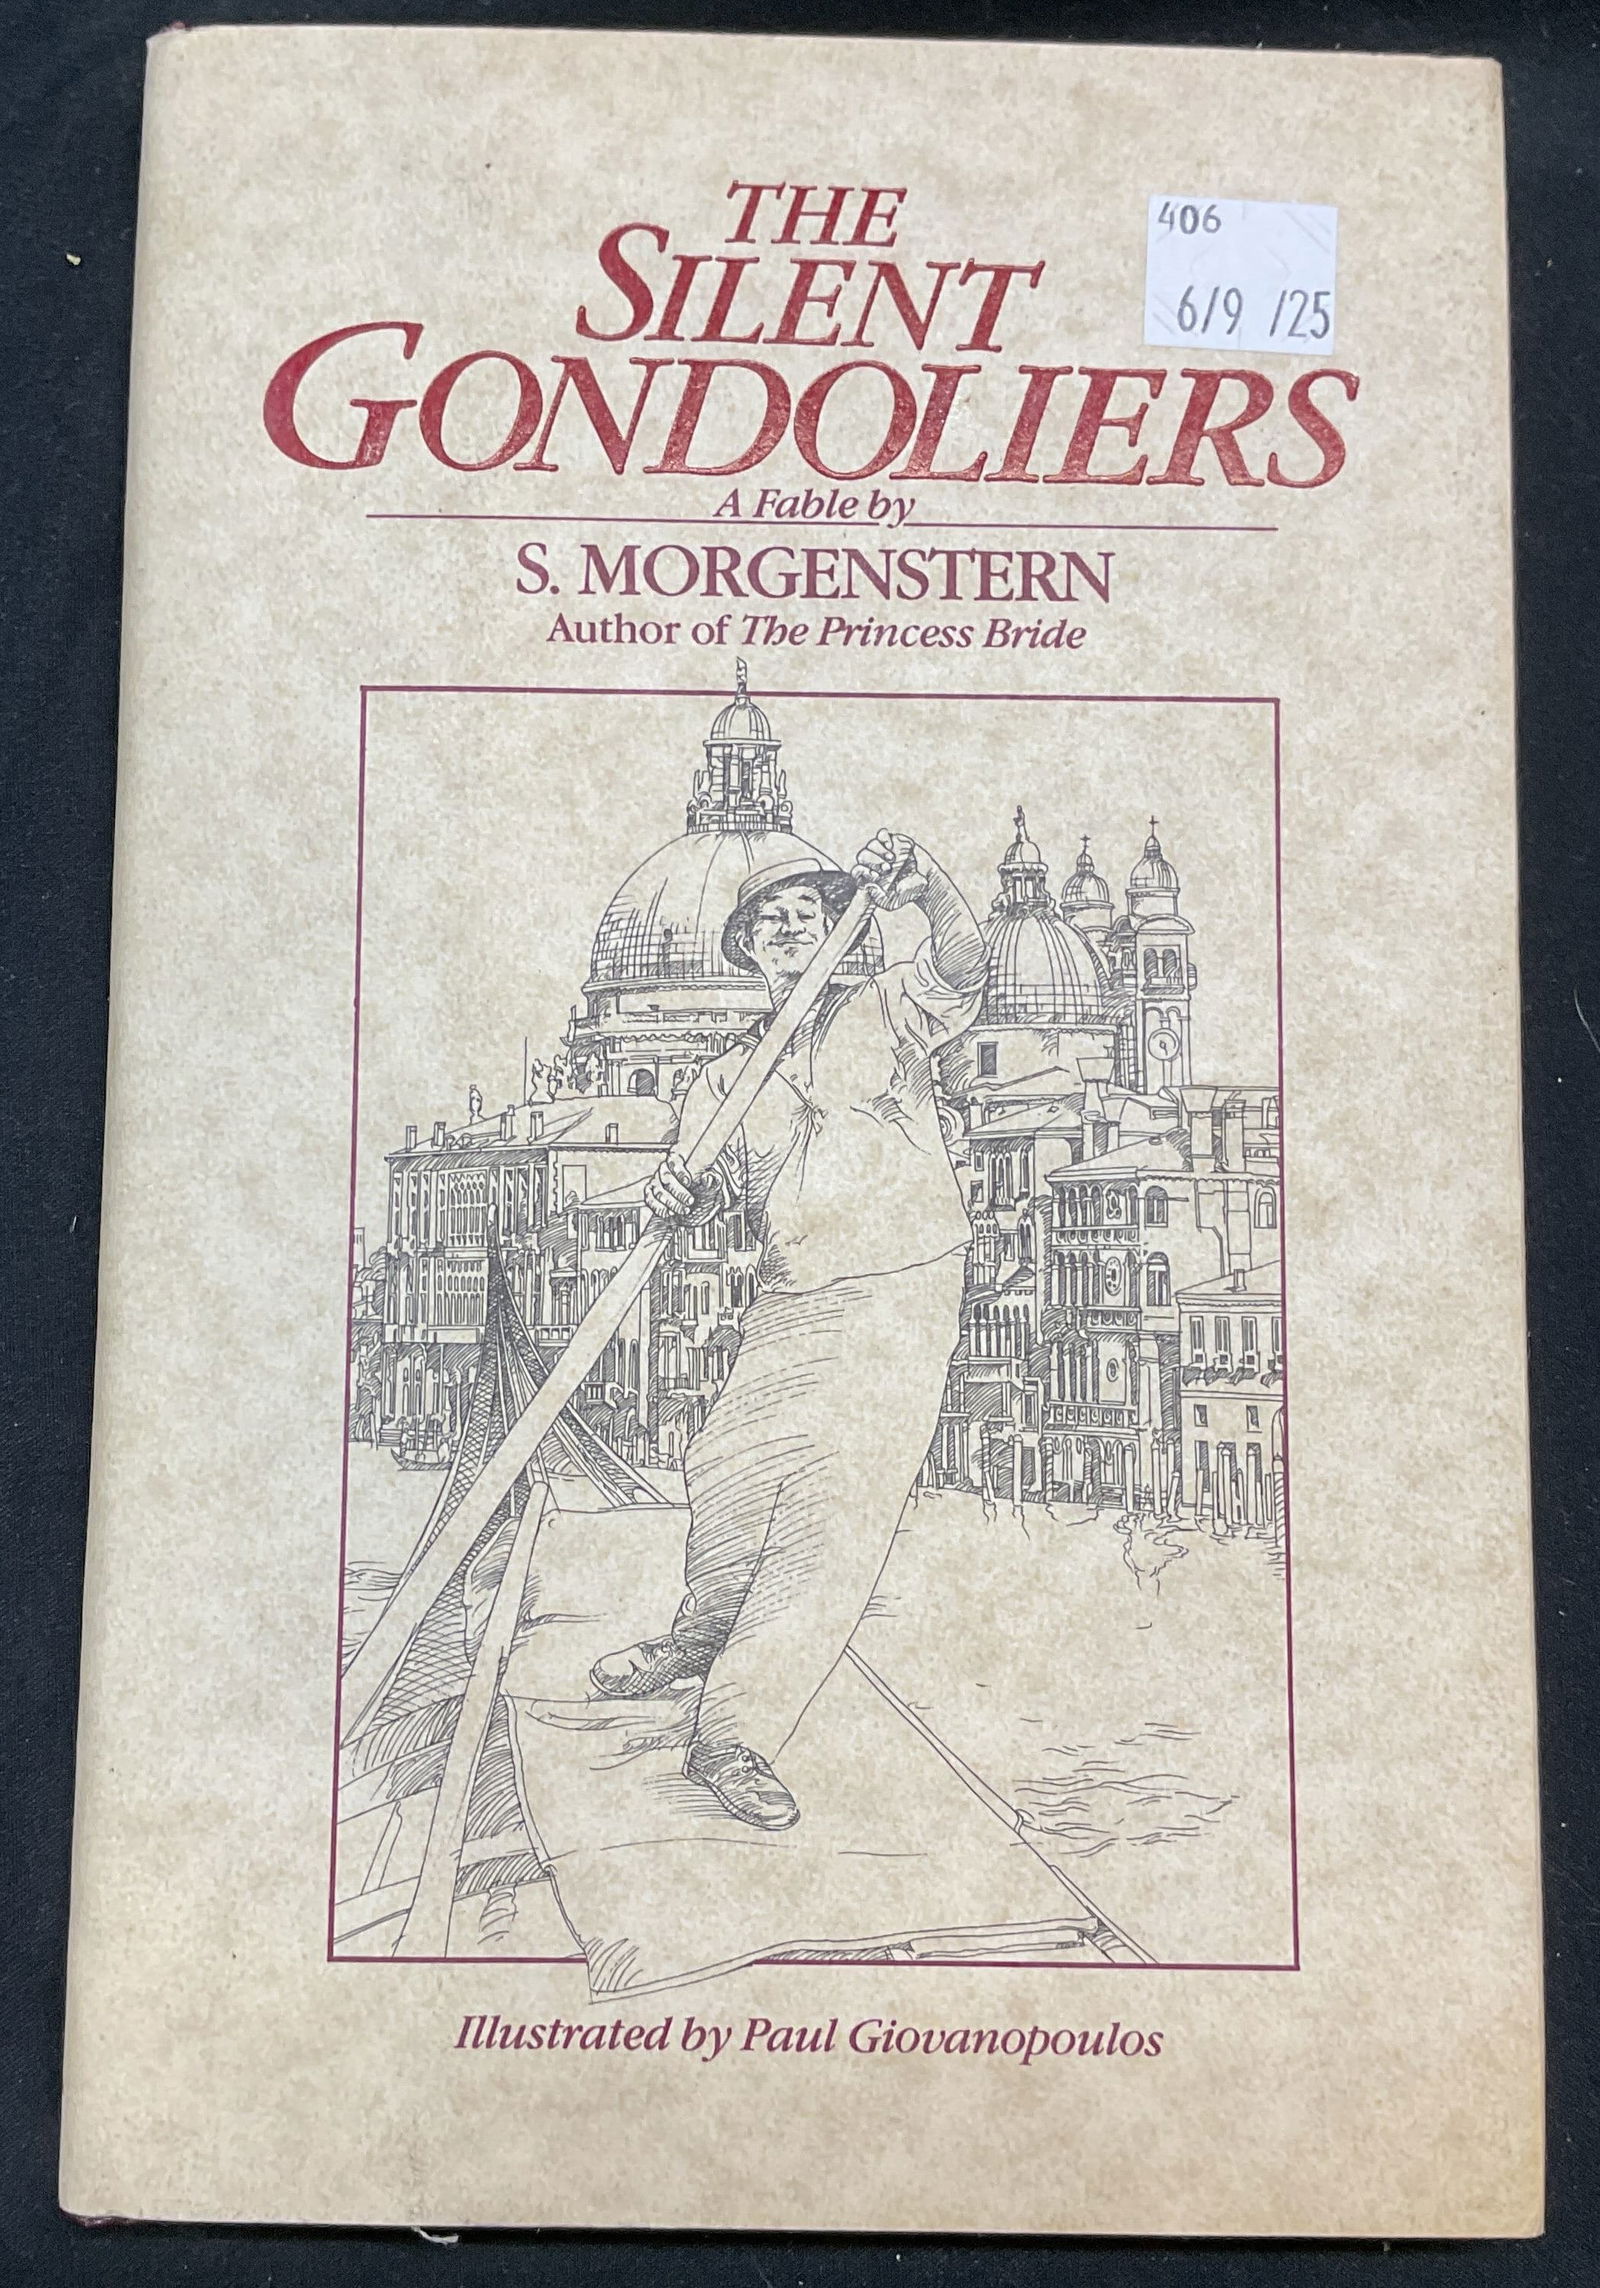 THE
SILENT
GONDOLIERS
A Fable by
S. MORGENSTERN
Author of The Princess Bride
406
6/9 /25
Illustrated by Paul Giovanopoulos